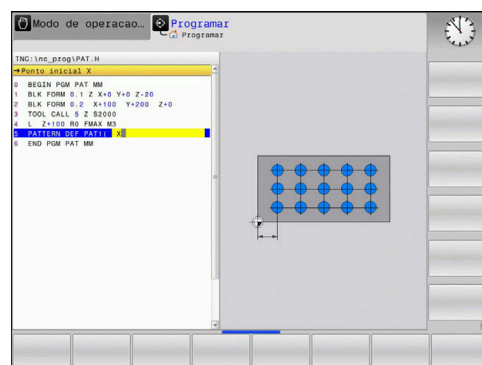 Modo de operacao...
Programar
Programar
TNC:\nc_prog\PAT.H
→Ponto inicial X
0 BEGIN PGM PAT MM
1 BLK FORM 0.1 Z X+0 Y+0 Z-20
2 BLK FORM 0.2 X+100 Y+200 Z+0
3 TOOL CALL 5 Z S2000
4 L Z+100 R0 FMAX M3
5 PATTERN DEF PAT1( X
6 END PGM PAT MM